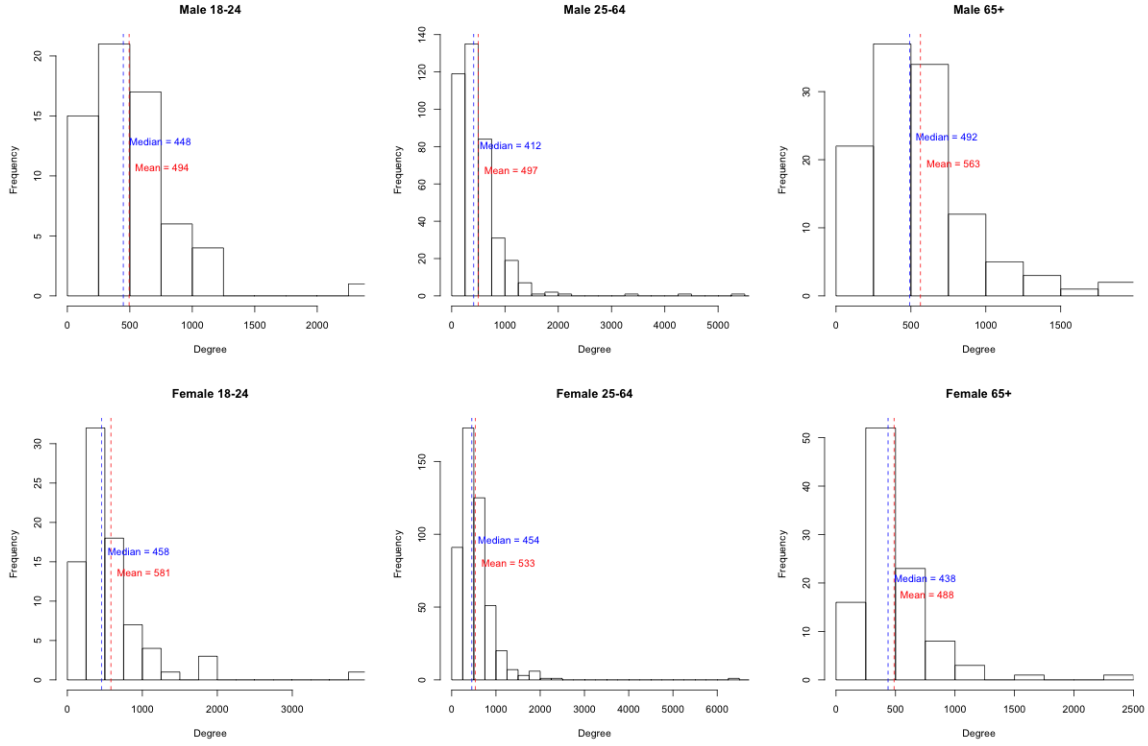 Male 18-24
Frequency
0
5
10
15
20
Median = 448
Mean = 494
0 500 1000 1500 2000
Degree
Male 25-64
Frequency
0
20
40
60
80
100
120
140
Median = 412
Mean = 497
0 1000 2000 3000 4000 5000
Degree
Male 65+
Frequency
0
10
20
30
Median = 492
Mean = 563
0 500 1000 1500
Degree
Female 18-24
Frequency
0
5
10
15
20
25
30
Median = 458
Mean = 581
0 1000 2000 3000
Degree
Female 25-64
Frequency
0
50
100
150
Median = 454
Mean = 533
0 1000 2000 3000 4000 5000 6000
Degree
Female 65+
Frequency
0
10
20
30
40
50
Median = 438
Mean = 488
0 500 1000 1500 2000 2500
Degree